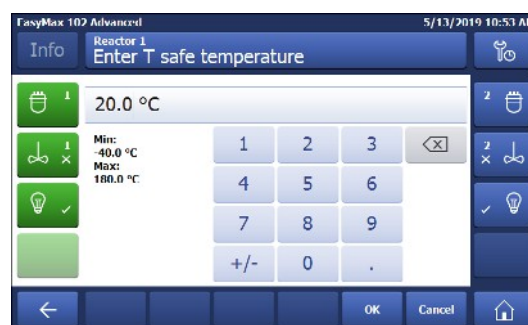 EasyMax 102 Advanced 5/13/2019 10:53 AM
Info
Reactor 1
Enter T safe temperature
1
20.0 °C
2
1
Min:
-40.0 °C
Max:
180.0 °C
1 2 3
2
4 5 6
7 8 9
+/- 0 .
OK Cancel